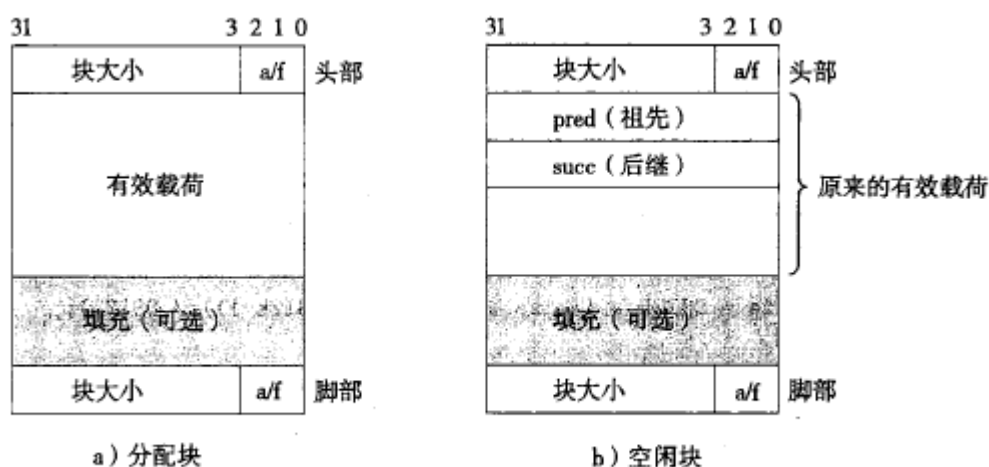 31 3 2 1 0
块大小 a/f 头部
有效载荷
填充（可选）
块大小 a/f 脚部
a）分配块
31 3 2 1 0
块大小 a/f 头部
pred（祖先）
succ（后继）
原来的有效载荷
填充（可选）
块大小 a/f 脚部
b）空闲块